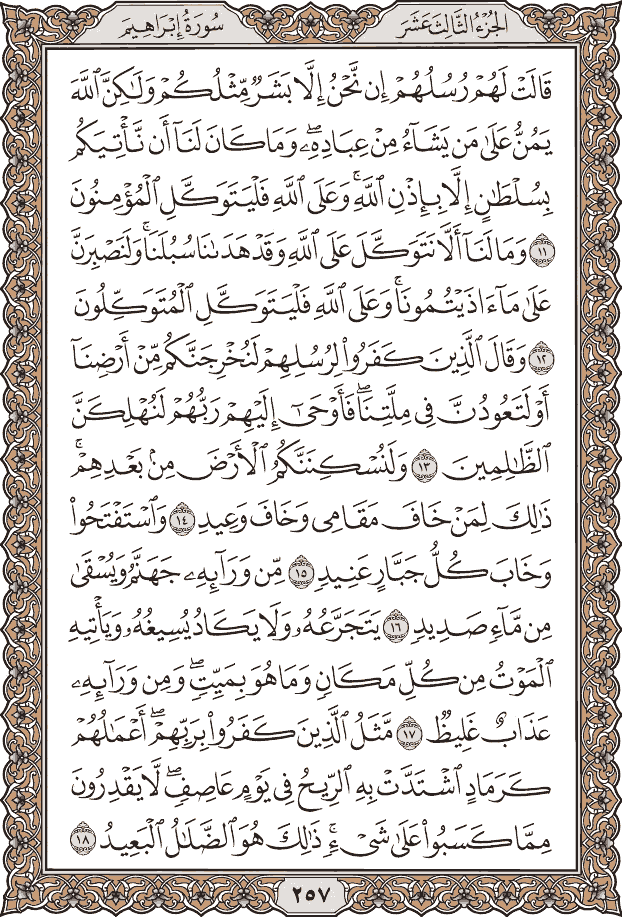 الجُزْءُ الثَّالِثَ عَشَرَ
سُورَةُ إِبْرَاهِيمَ
قَالَتْ لَهُمْ رُسُلُهُمْ إِن نَّحْنُ إِلَّا بَشَرٌ مِّثْلُكُمْ وَلَٰكِنَّ ٱللَّهَ
يَمُنُّ عَلَىٰ مَن يَشَآءُ مِنْ عِبَادِهِۦۖ وَمَا كَانَ لَنَآ أَن نَّأْتِيَكُم
بِسُلْطَٰنٍ إِلَّا بِإِذْنِ ٱللَّهِۚ وَعَلَى ٱللَّهِ فَلْيَتَوَكَّلِ ٱلْمُؤْمِنُونَ
١١ وَمَا لَنَآ أَلَّا نَتَوَكَّلَ عَلَى ٱللَّهِ وَقَدْ هَدَىٰنَا سُبُلَنَاۚ وَلَنَصْبِرَنَّ
عَلَىٰ مَآ ءَاذَيْتُمُونَاۚ وَعَلَى ٱللَّهِ فَلْيَتَوَكَّلِ ٱلْمُتَوَكِّلُونَ
١٢ وَقَالَ ٱلَّذِينَ كَفَرُوا۟ لِرُسُلِهِمْ لَنُخْرِجَنَّكُم مِّنْ أَرْضِنَآ
أَوْ لَتَعُودُنَّ فِى مِلَّتِنَاۖ فَأَوْحَىٰٓ إِلَيْهِمْ رَبُّهُمْ لَنُهْلِكَنَّ
ٱلظَّٰلِمِينَ ١٣ وَلَنُسْكِنَنَّكُمُ ٱلْأَرْضَ مِنۢ بَعْدِهِمْۚ
ذَٰلِكَ لِمَنْ خَافَ مَقَامِى وَخَافَ وَعِيدِ ١٤ وَٱسْتَفْتَحُوا۟
وَخَابَ كُلُّ جَبَّارٍ عَنِيدٍ ١٥ مِّن وَرَآئِهِۦ جَهَنَّمُ وَيُسْقَىٰ
مِن مَّآءٍ صَدِيدٍ ١٦ يَتَجَرَّعُهُۥ وَلَا يَكَادُ يُسِيغُهُۥ وَيَأْتِيهِ
ٱلْمَوْتُ مِن كُلِّ مَكَانٍ وَمَا هُوَ بِمَيِّتٍۖ وَمِن وَرَآئِهِۦ
عَذَابٌ غَلِيظٌ ١٧ مَّثَلُ ٱلَّذِينَ كَفَرُوا۟ بِرَبِّهِمْۖ أَعْمَٰلُهُمْ
كَرَمَادٍ ٱشْتَدَّتْ بِهِ ٱلرِّيحُ فِى يَوْمٍ عَاصِفٍۖ لَّا يَقْدِرُونَ
مِمَّا كَسَبُوا۟ عَلَىٰ شَىْءٍۚ ذَٰلِكَ هُوَ ٱلضَّلَٰلُ ٱلْبَعِيدُ ١٨
٢٥٧